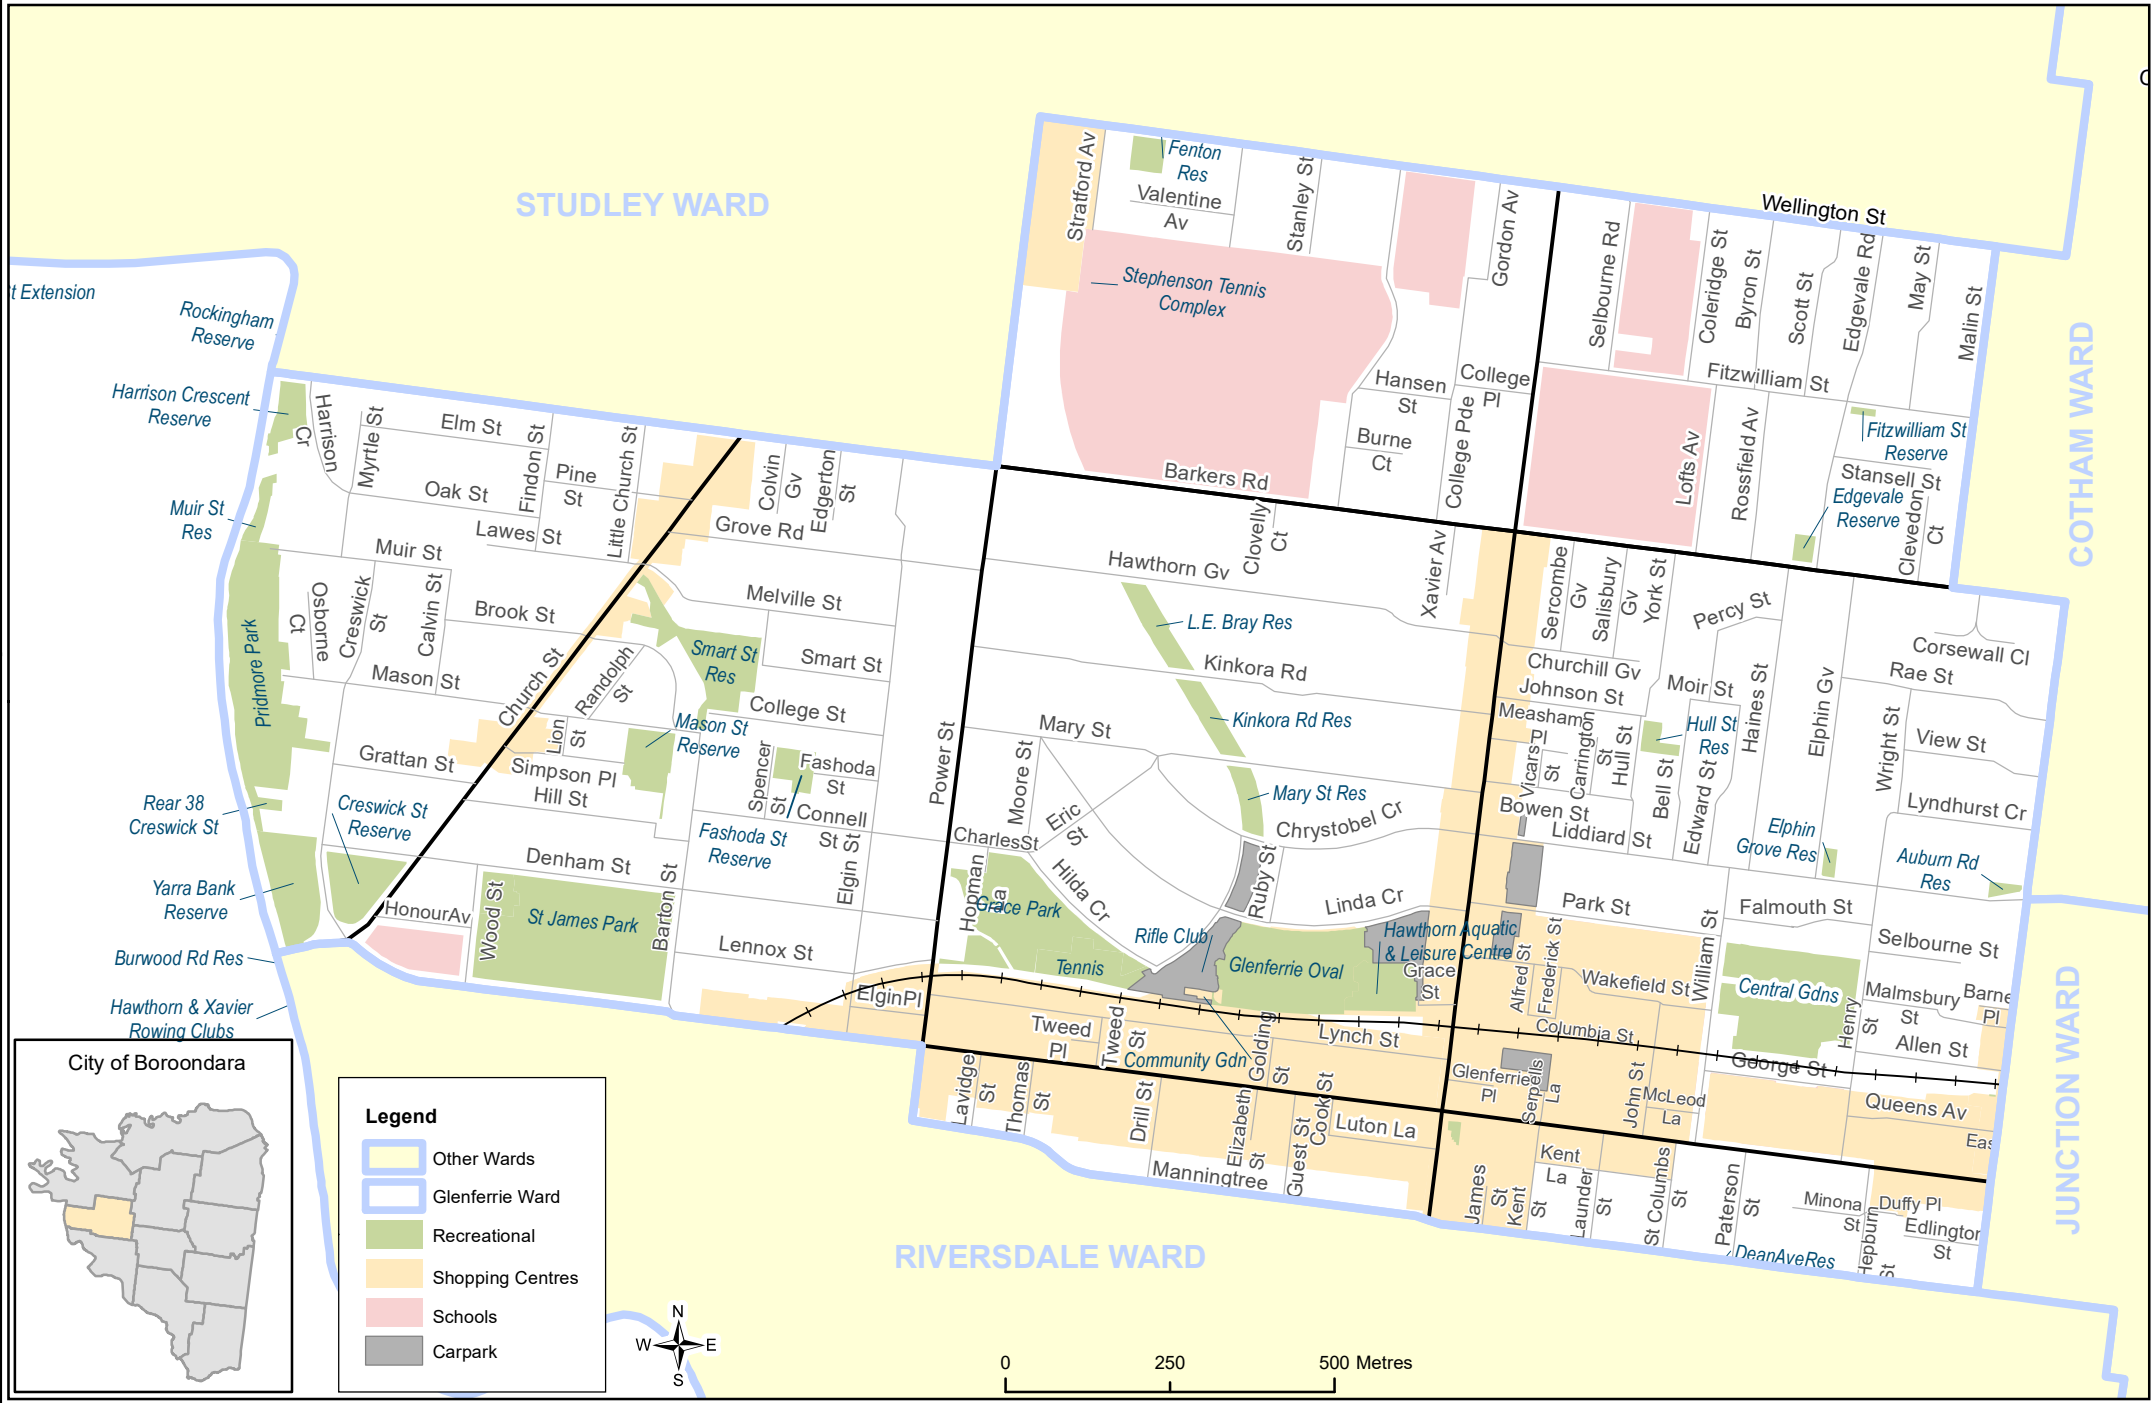 STUDLEY WARD
Wellington St
Stratford Av
Fenton
Res
Valentine
Av
Stanley St
Gordon Av
Stephenson Tennis
Complex
Selbourne Rd
Coleridge St
Byron St
Scott St
Edgevale Rd
May St
Malin St
t Extension
Rockingham
Reserve
Harrison Crescent
Reserve
Harrison
Cr
Myrtle St
Elm St
Findon St
Pine
St
Little Church St
Oak St
Lawes St
Colvin
Gv
Edgerton
St
Grove Rd
Hansen
St
College
Pl
Burne
Ct
College Pde
Barkers Rd
Fitzwilliam St
Lofts Av
Rossfield Av
Fitzwilliam St
Reserve
Stansell St
Edgevale
Reserve
Clevedon
Ct
COTHAM WARD
Muir St
Res
Muir St
Osborne
Ct
Creswick
St
Calvin St
Brook St
Melville St
Hawthorn Gv
Clovelly
Ct
Xavier Av
Sercombe
Gv
Salisbury
Gv
York St
Percy St
Corsewall Cl
Rae St
Pridmore Park
Mason St
Church St
Randolph
St
Smart St
Res
Smart St
L.E. Bray Res
Kinkora Rd
Churchill Gv
Johnson St
Moir St
Haines St
Elphin Gv
Wright St
View St
Lion
St
College St
Mason St
Reserve
Kinkora Rd Res
Mary St
Measham
Pl
Vicars
St
Carrington
St
Hull St
Hull St
Res
Bell St
Edward St
Grattan St
Simpson Pl
Hill St
Spencer
St
Fashoda
St
Connell
St
Fashoda St
Reserve
Power St
Moore St
Eric
St
Mary St Res
Chrystobel Cr
Bowen St
Liddiard St
Elphin
Grove Res
Lyndhurst Cr
Auburn Rd
Res
Rear 38
Creswick St
Creswick St
Reserve
Denham St
Elgin St
CharlesSt
Hilda Cr
Ruby St
Linda Cr
Park St
Falmouth St
Yarra Bank
Reserve
HonourAv
Wood St
St James Park
Barton St
Lennox St
Hopman
La
Grace Park
Tennis
Rifle Club
Glenferrie Oval
Hawthorn Aquatic
& Leisure Centre
Grace
St
Alfred St
Frederick St
Wakefield St
William St
Selbourne St
Central Gdns
Malmsbury
St
Barne
Pl
Henry
St
Allen St
Burwood Rd Res
Hawthorn & Xavier
Rowing Clubs
ElginPl
Tweed
Pl
Tweed
St
Community Gdn
Golding
St
Lynch St
Columbia St
George St
Queens Av
Eas
Lavidge
St
Thomas
St
Drill St
Elizabeth
St
Guest St
Cook St
Luton La
Manningtree
Glenferrie
Pl
Serpells
La
John St
McLeod
La
James
St
Kent
St
Kent
La
Launder
St
St Columbs
St
Paterson
St
Minona
St
Duffy Pl
Hepburn
St
Edlington
St
DeanAveRes
JUNCTION WARD
RIVERSDALE WARD
City of Boroondara
Legend
Other Wards
Glenferrie Ward
Recreational
Shopping Centres
Schools
Carpark
N
W
E
S
0
250
500 Metres